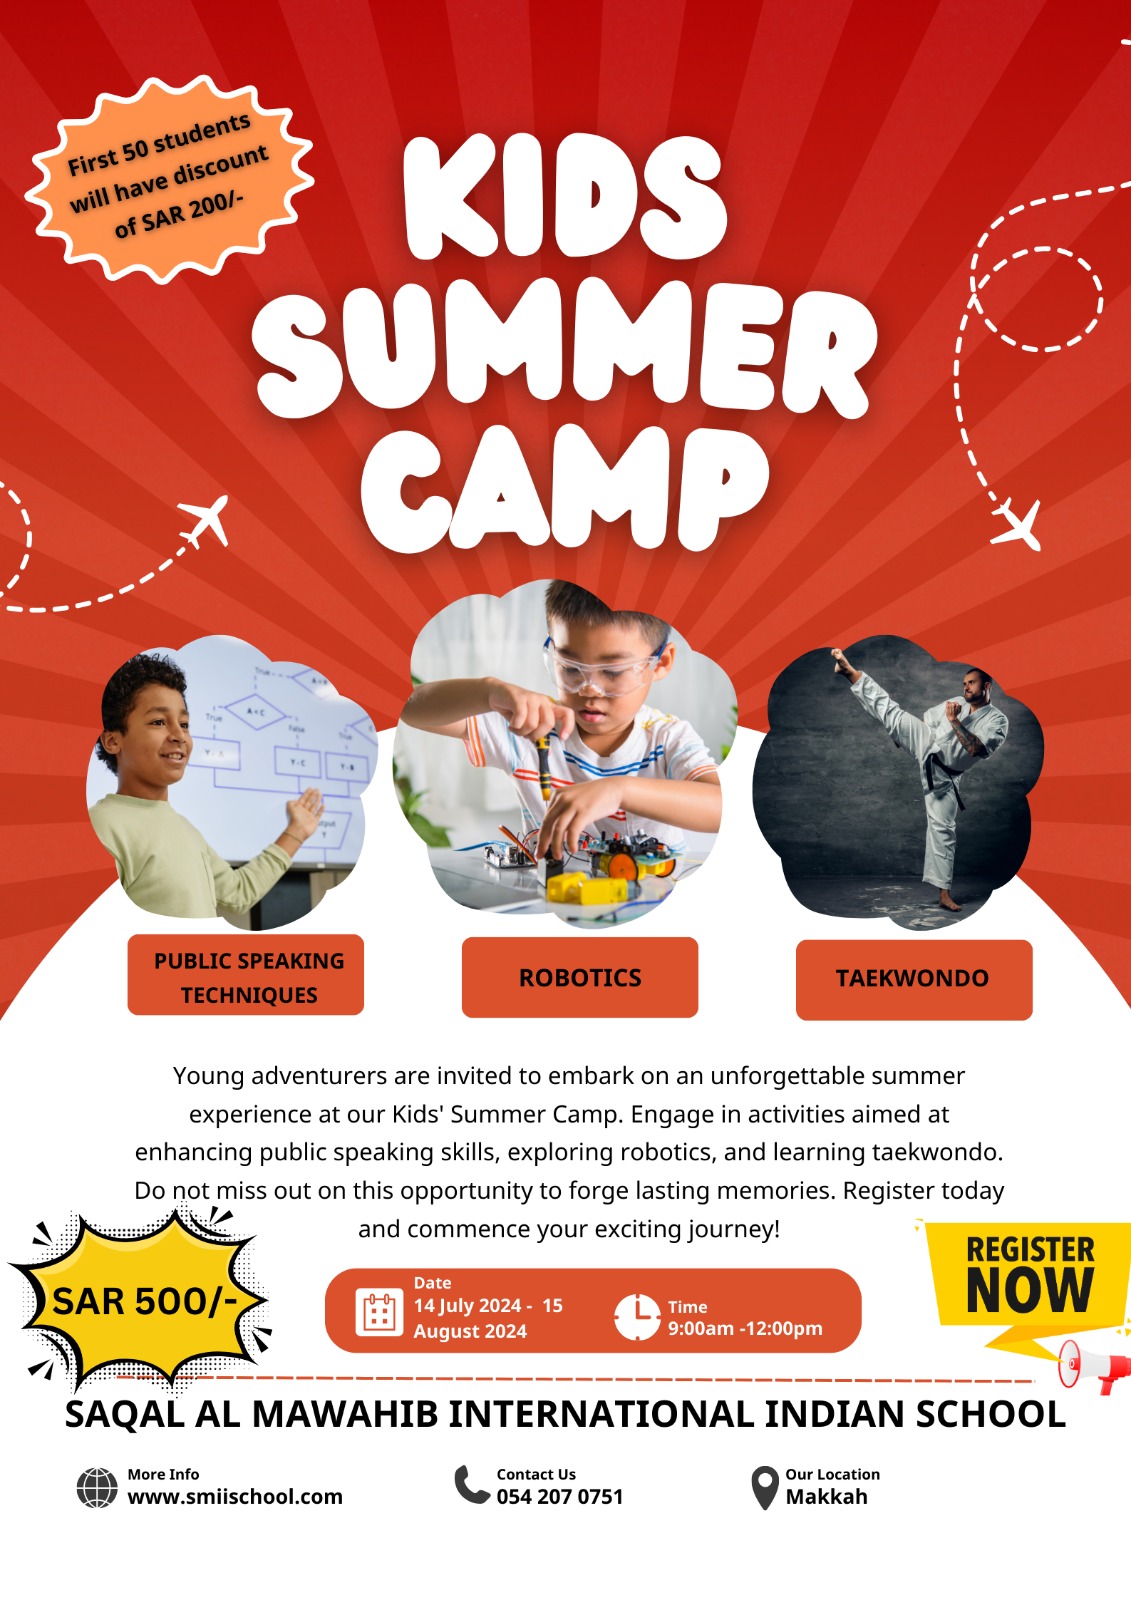 First 50 students
will have discount
of SAR 200/-
KIDS
SUMMER
CAMP
True
A<C
True
False
True
Y - A
Y - C
Y - B
PUBLIC SPEAKING
TECHNIQUES
ROBOTICS
TAEKWONDO
Young adventurers are invited to embark on an unforgettable summer
experience at our Kids' Summer Camp. Engage in activities aimed at
enhancing public speaking skills, exploring robotics, and learning taekwondo.
Do not miss out on this opportunity to forge lasting memories. Register today
and commence your exciting journey!
SAR 500/-
Date
14 July 2024 - 15
August 2024
Time
9:00am -12:00pm
REGISTER
NOW
SAQAL AL MAWAHIB INTERNATIONAL INDIAN SCHOOL
More Info
www.smiischool.com
Contact Us
054 207 0751
Our Location
Makkah